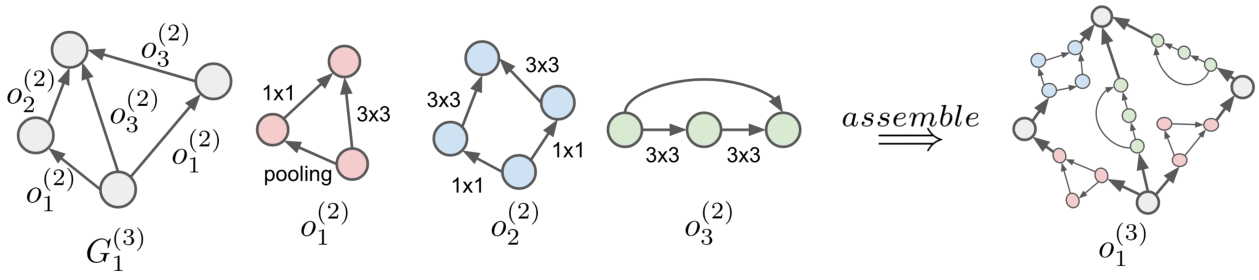 o_3^{(2)}
o_2^{(2)}
o_3^{(2)}
o_1^{(2)}
o_1^{(2)}
G_1^{(3)}
1x1
3x3
pooling
o_1^{(2)}
3x3
3x3
1x1
1x1
o_2^{(2)}
3x3 3x3
o_3^{(2)}
assemble
⟹
o_1^{(3)}